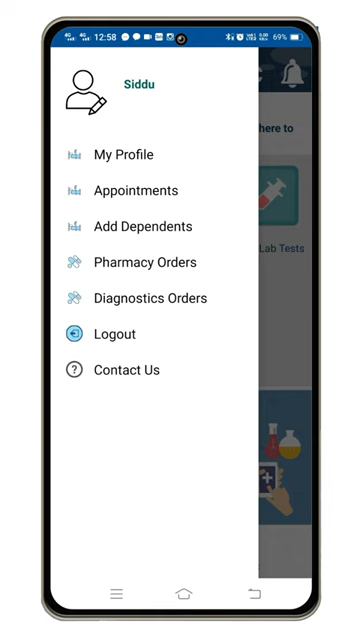 12:58
69%
Siddu
here to
My Profile
Appointments
Add Dependents
Lab Tests
Pharmacy Orders
Diagnostics Orders
Logout
Contact Us